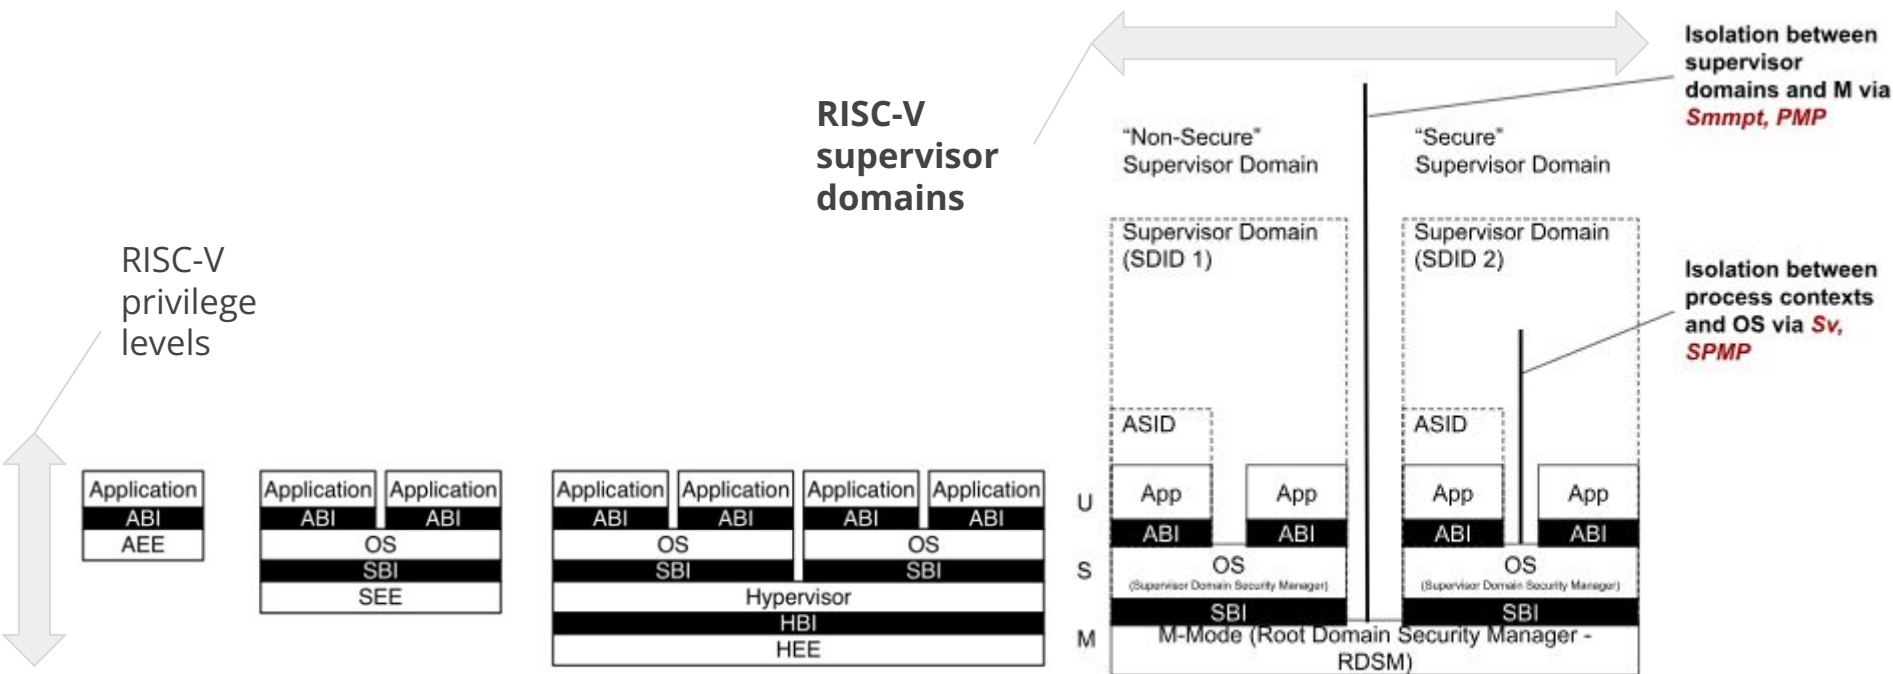 RISC-V
privilege
levels
Application
ABI
AEE
Application Application
ABI ABI
OS
SBI
SEE
Application Application Application Application
ABI ABI ABI ABI
OS OS
SBI SBI
Hypervisor
HBI
HEE
RISC-V
supervisor
domains
“Non-Secure”
Supervisor Domain
“Secure”
Supervisor Domain
Supervisor Domain
(SDID 1)
Supervisor Domain
(SDID 2)
ASID
ASID
U
App App App App
ABI ABI ABI ABI
S
OS OS
(Supervisor Domain Security Manager) (Supervisor Domain Security Manager)
SBI SBI
M
M-Mode (Root Domain Security Manager -
RDSM)
Isolation between
supervisor
domains and M via
Smmpt, PMP
Isolation between
process contexts
and OS via Sv,
SPMP